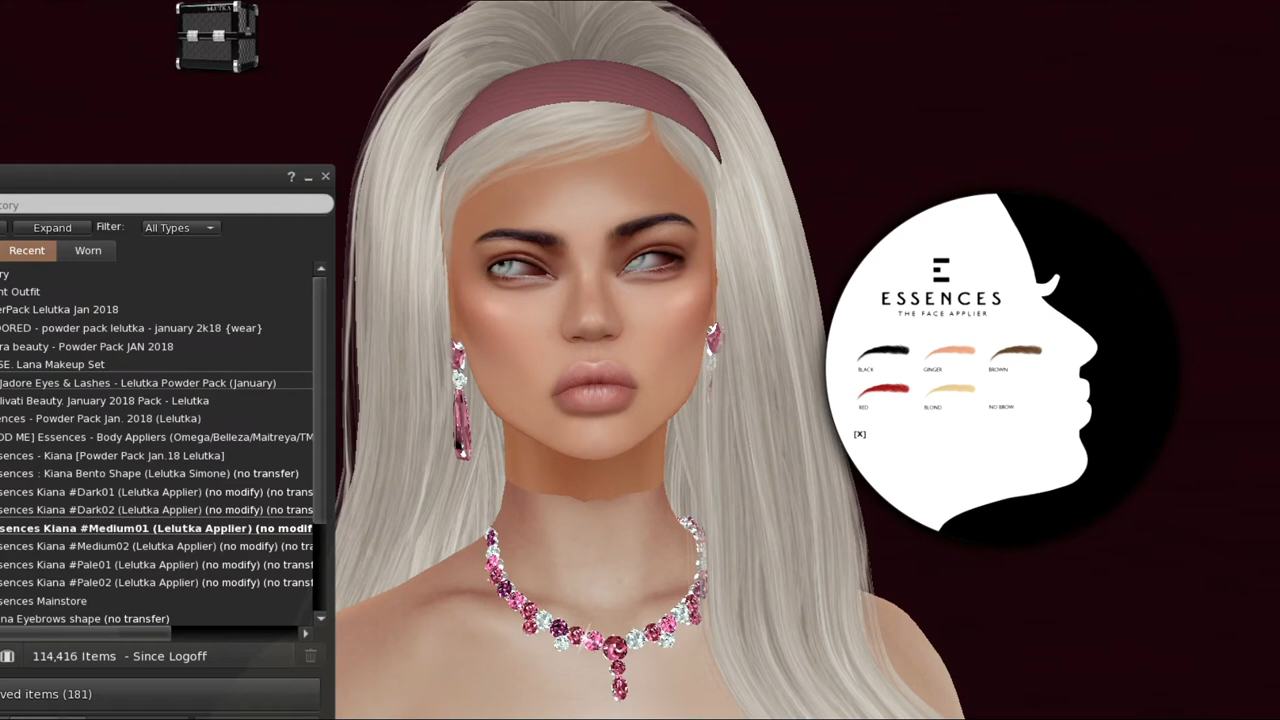 LELUTKA
?
tory
Expand
Filter:
All Types
Recent
Worn
ry
nt Outfit
erPack Lelutka Jan 2018
DORED - powder pack lelutka - january 2k18 {wear}
ra beauty - Powder Pack JAN 2018
SE. Lana Makeup Set
Jadore Eyes & Lashes - Lelutka Powder Pack (January)
livati Beauty. January 2018 Pack - Lelutka
ences - Powder Pack Jan. 2018 (Lelutka)
OD ME] Essences - Body Appliers (Omega/Belleza/Maitreya/TM
sences - Kiana [Powder Pack Jan.18 Lelutka]
sences : Kiana Bento Shape (Lelutka Simone) (no transfer)
sences Kiana #Dark01 (Lelutka Applier) (no modify) (no trans
sences Kiana #Dark02 (Lelutka Applier) (no modify) (no trans
sences Kiana #Medium01 (Lelutka Applier) (no modif
sences Kiana #Medium02 (Lelutka Applier) (no modify) (no tr
sences Kiana #Pale01 (Lelutka Applier) (no modify) (no transf
sences Kiana #Pale02 (Lelutka Applier) (no modify) (no transf
sences Mainstore
na Eyebrows shape (no transfer)
114,416 Items - Since Logoff
ved items (181)
E
ESSENCES
THE FACE APPLIER
BLACK
GINGER
BROWN
RED
BLOND
NO BROW
[X]